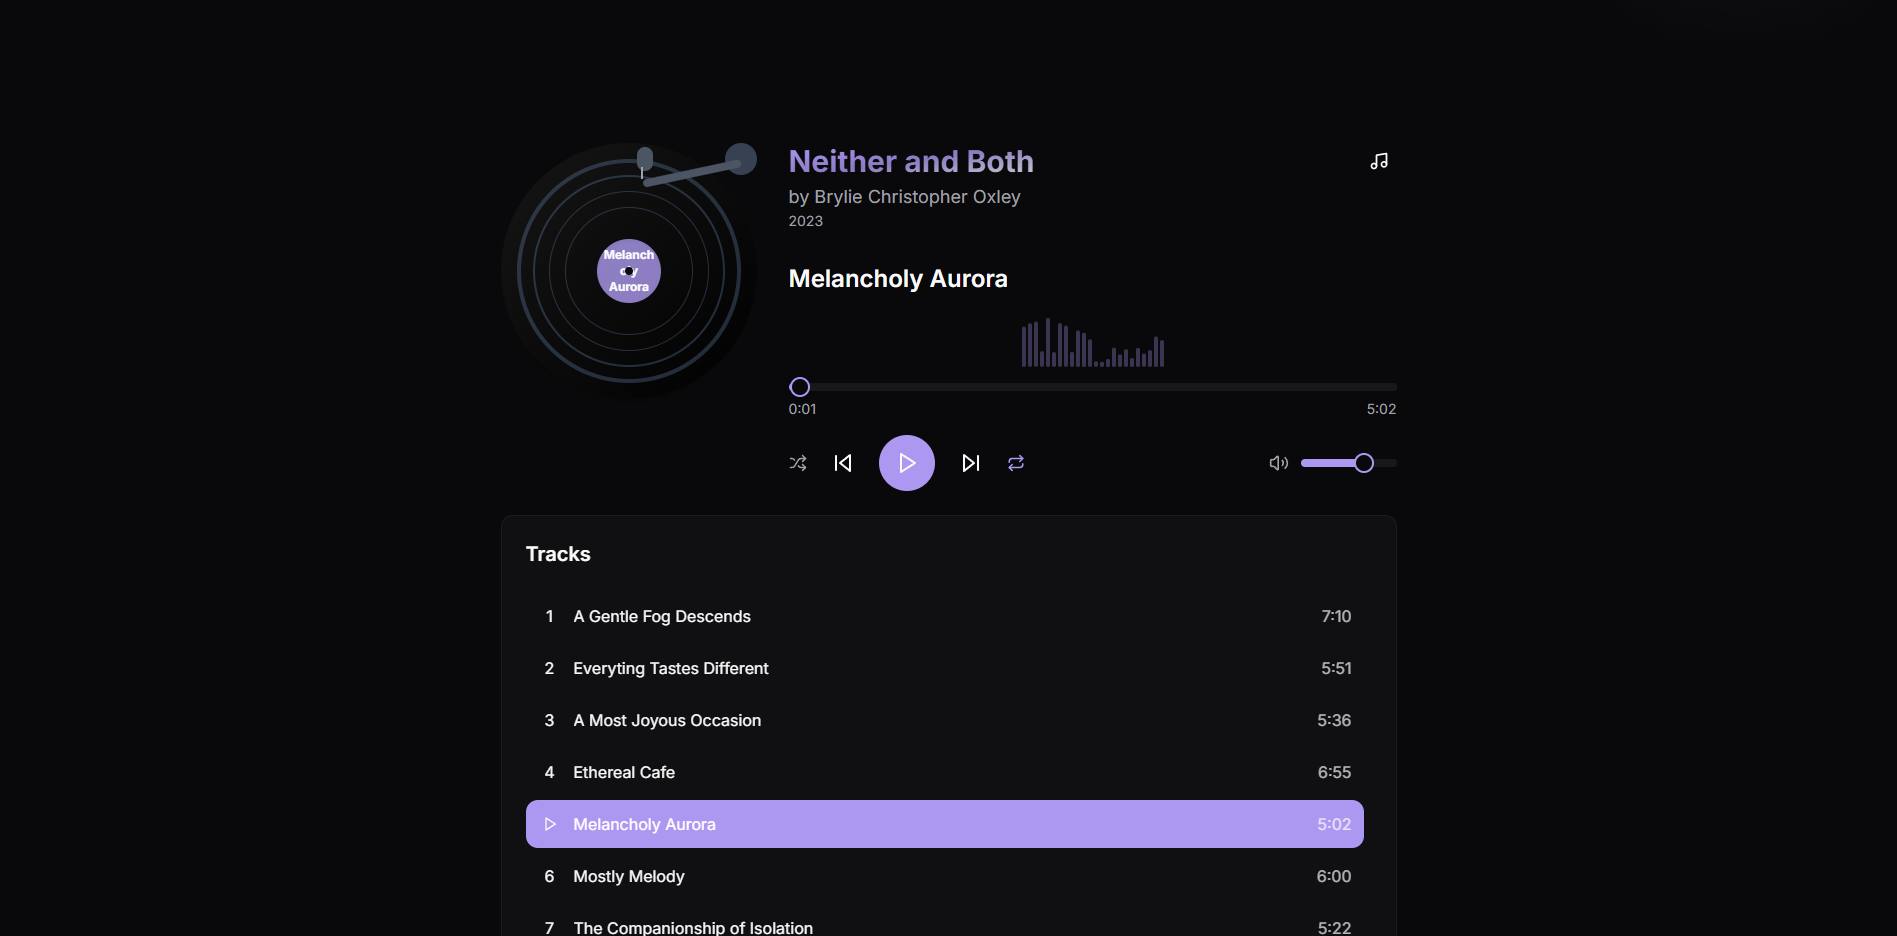 Neither and Both
by Brylie Christopher Oxley
2023
Melanch
Aurora
Melancholy Aurora
0:01 5:02
Tracks
1 A Gentle Fog Descends 7:10
2 Everyting Tastes Different 5:51
3 A Most Joyous Occasion 5:36
4 Ethereal Cafe 6:55
Melancholy Aurora 5:02
6 Mostly Melody 6:00
7 The Companionship of Isolation 5:22